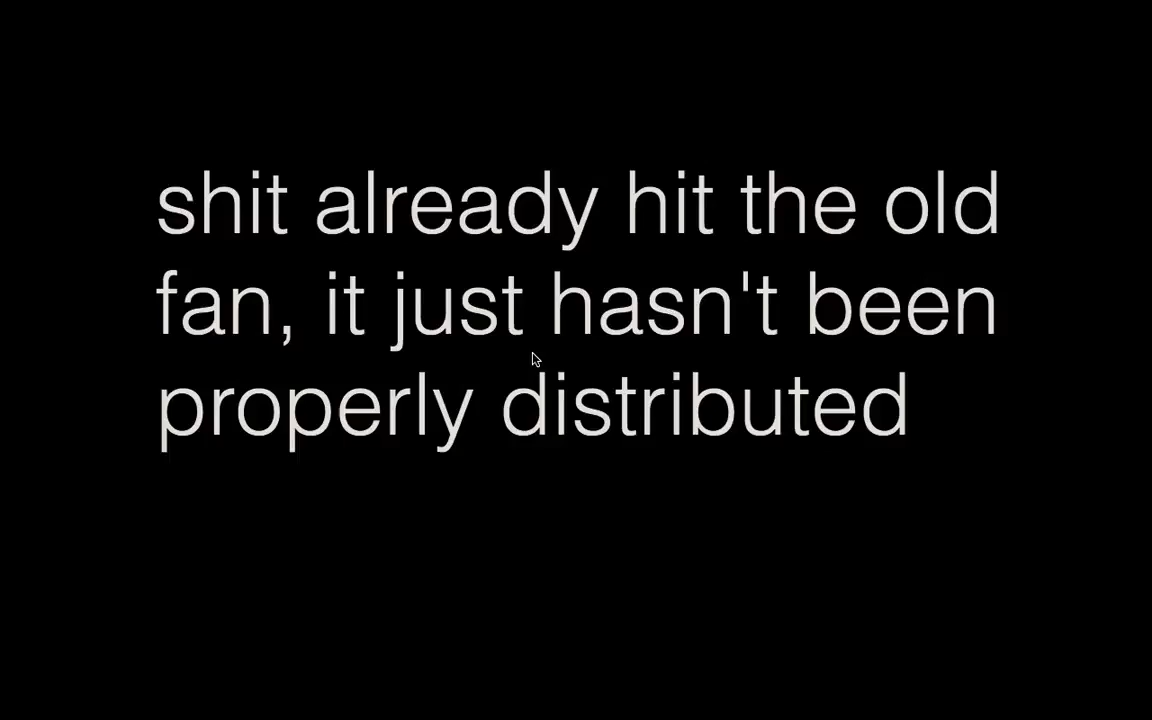 shit already hit the old
fan, it just hasn't been
properly distributed